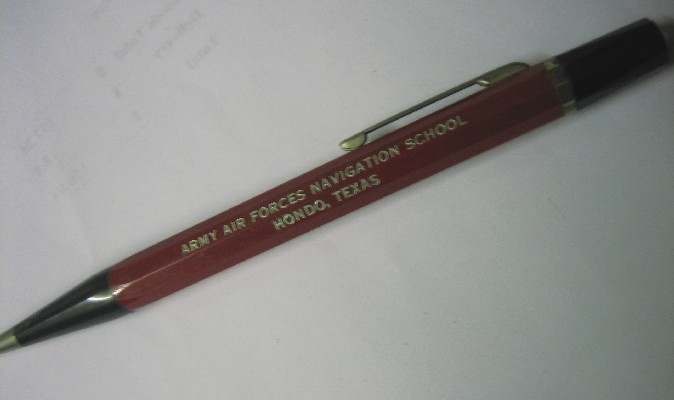 ARMY AIR FORCES NAVIGATION SCHOOL
HONDO, TEXAS